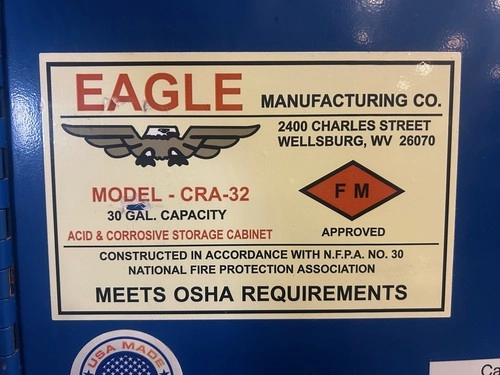 EAGLE MANUFACTURING CO.
2400 CHARLES STREET
WELLSBURG, WV 26070
MODEL - CRA-32
30 GAL. CAPACITY
ACID & CORROSIVE STORAGE CABINET
F M
APPROVED
CONSTRUCTED IN ACCORDANCE WITH N.F.P.A. NO. 30
NATIONAL FIRE PROTECTION ASSOCIATION
MEETS OSHA REQUIREMENTS
USA MADE